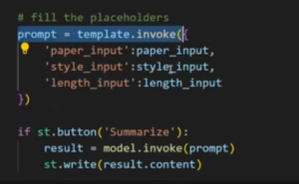 # fill the placeholders
prompt = template.invoke({
'paper_input':paper_input,
'style_input':style_input,
'length_input':length_input
})
if st.button('Summarize'):
result = model.invoke(prompt)
st.write(result.content)